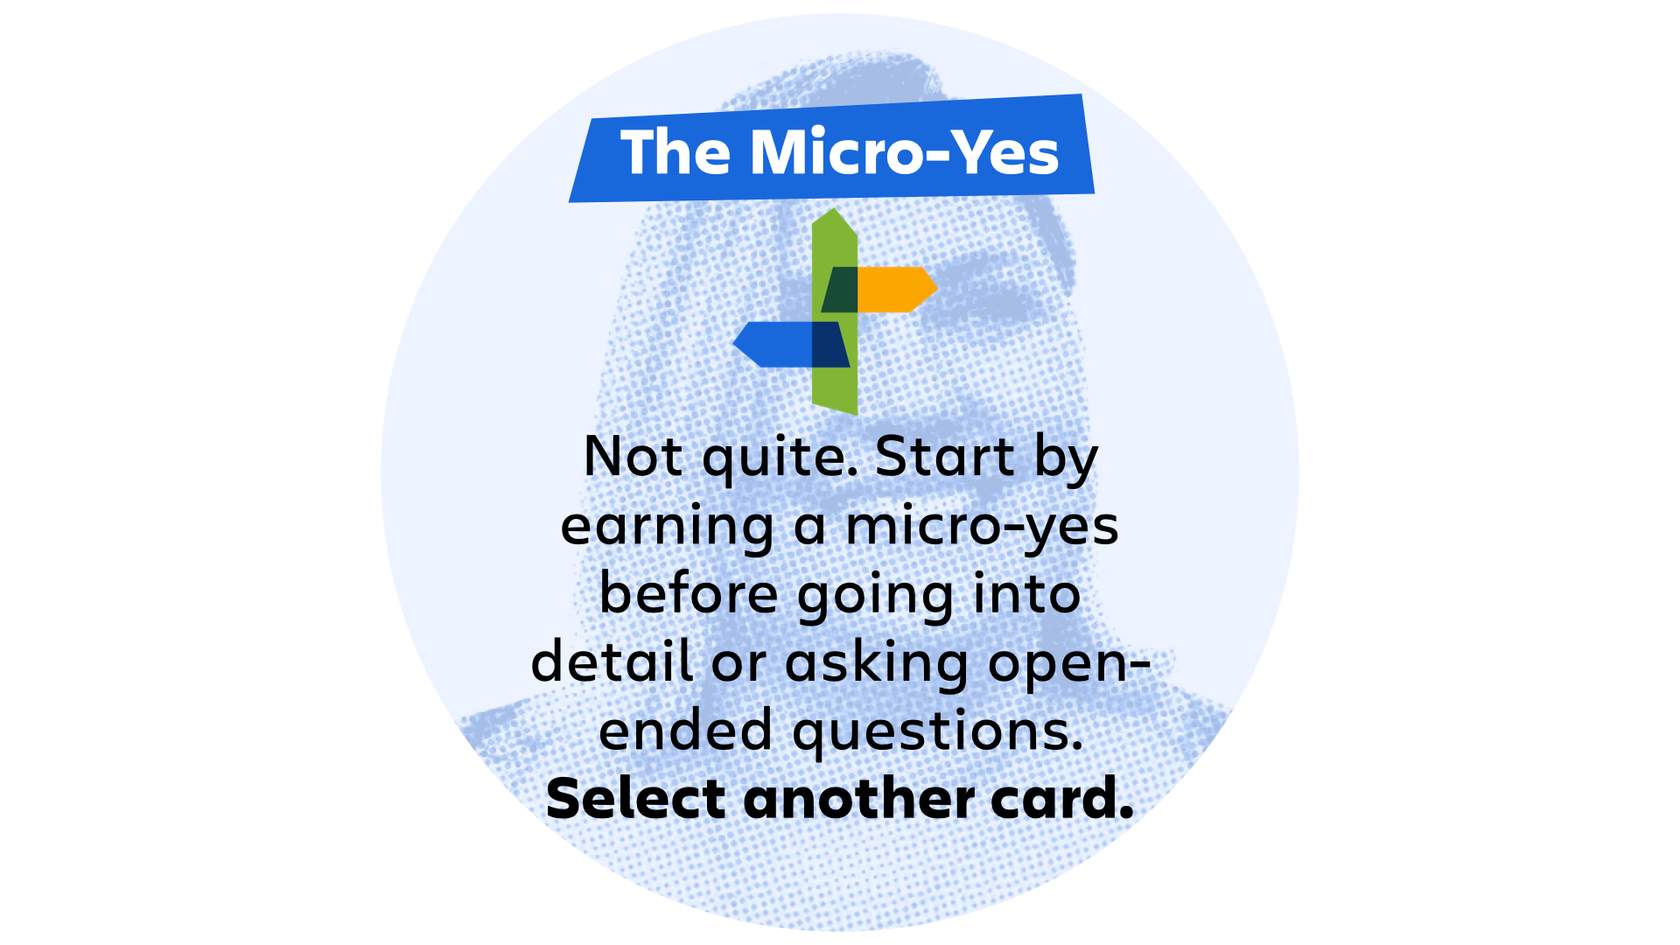 The Micro-Yes
Not quite. Start by
earning a micro-yes
before going into
detail or asking open-
ended questions.
Select another card.